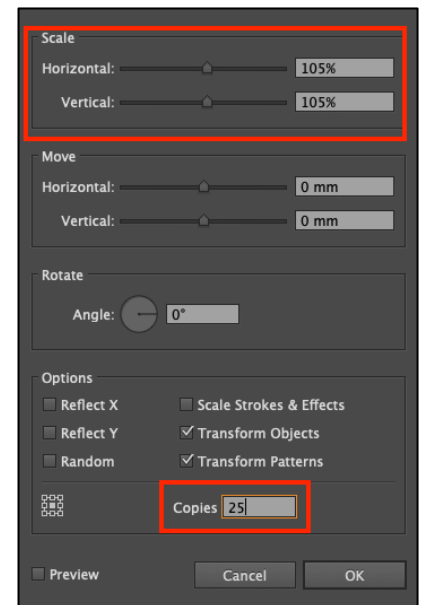 Scale
Horizontal: 105%
Vertical: 105%
Move
Horizontal: 0 mm
Vertical: 0 mm
Rotate
Angle: 0°
Options
Reflect X Scale Strokes & Effects
Reflect Y Transform Objects
Random Transform Patterns
Copies 25
Preview Cancel OK